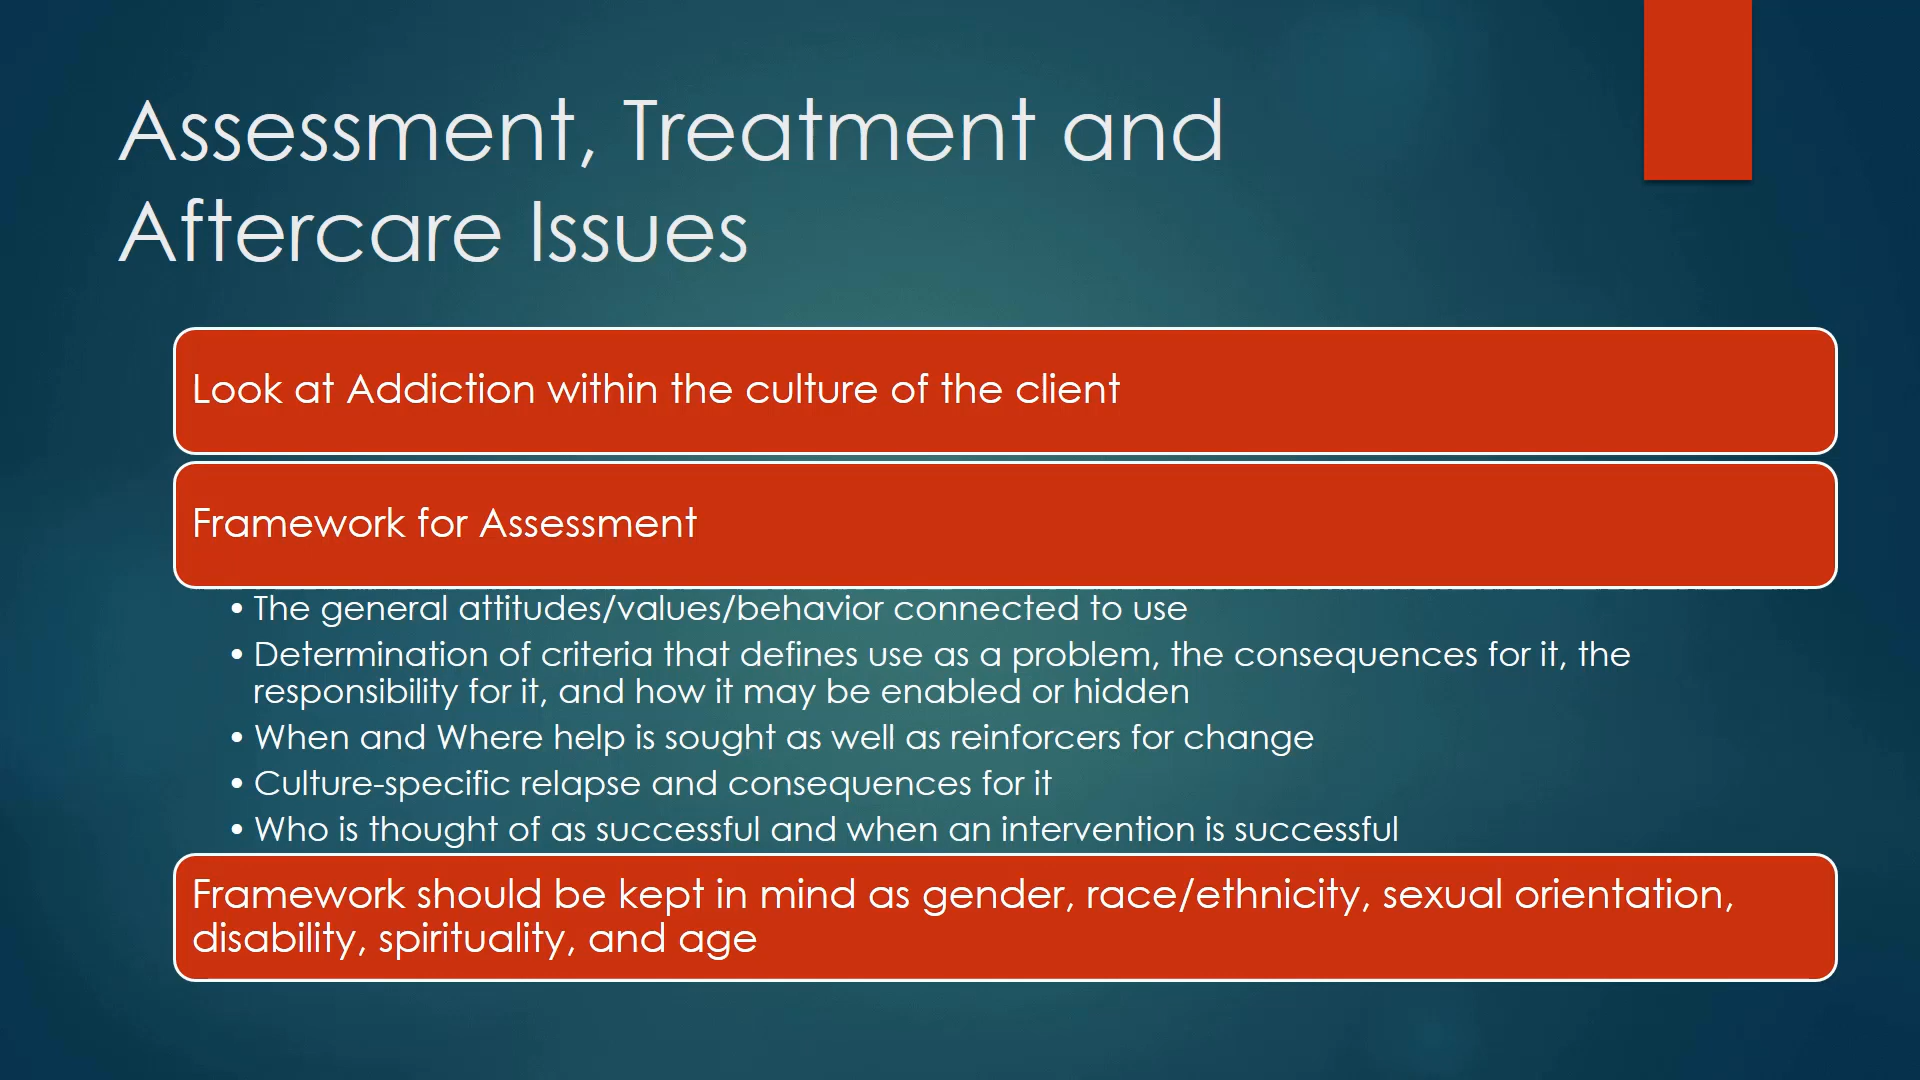 Assessment, Treatment and
Aftercare Issues
Look at Addiction within the culture of the client
Framework for Assessment
• The general attitudes/values/behavior connected to use
• Determination of criteria that defines use as a problem, the consequences for it, the
responsibility for it, and how it may be enabled or hidden
• When and Where help is sought as well as reinforcers for change
• Culture-specific relapse and consequences for it
• Who is thought of as successful and when an intervention is successful
Framework should be kept in mind as gender, race/ethnicity, sexual orientation,
disability, spirituality, and age